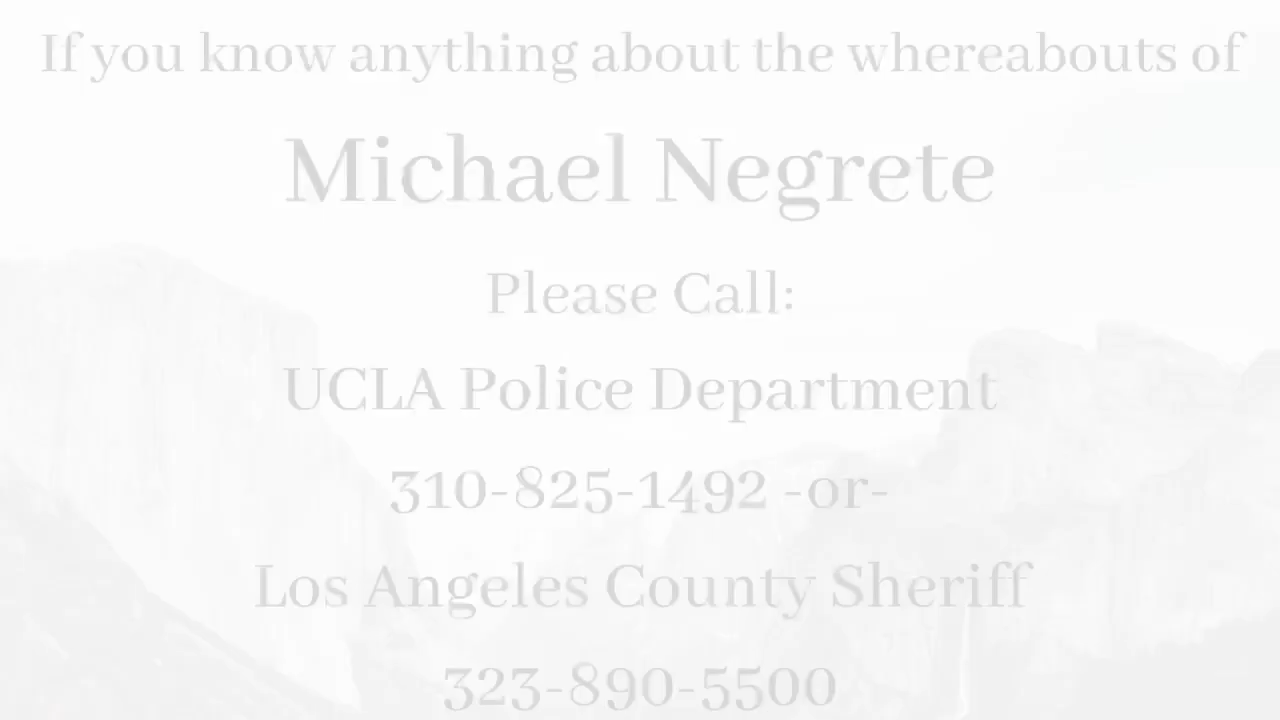 If you know anything about the whereabouts of
Michael Negrete
Please Call:
UCLA Police Department
310-825-1492 -or-
Los Angeles County Sheriff
323-890-5500